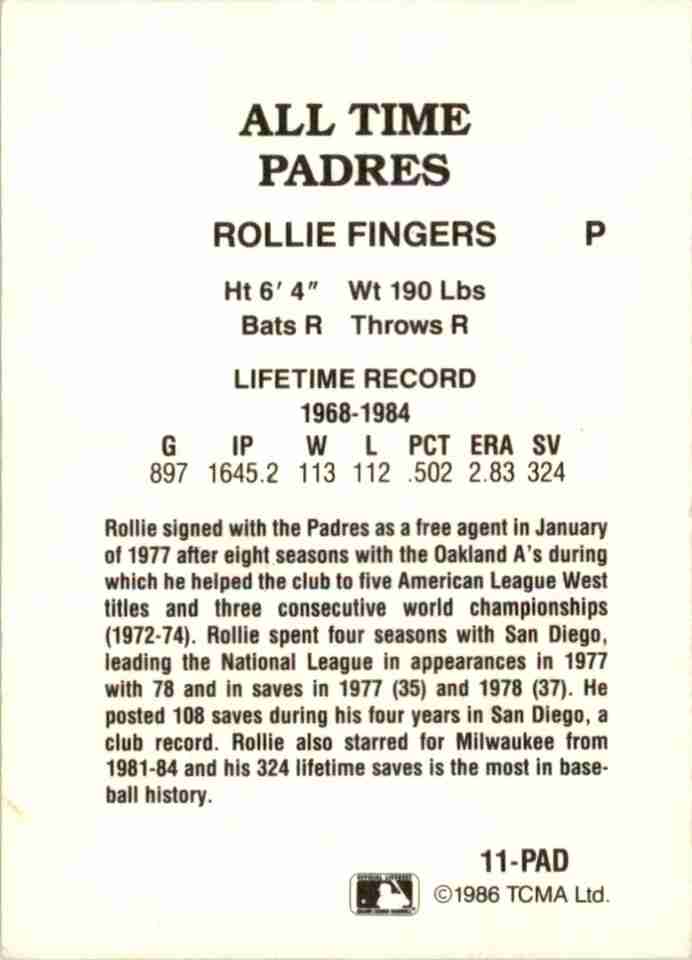 ALL TIME
PADRES
ROLLIE FINGERS P
Ht 6' 4" Wt 190 Lbs
Bats R Throws R
LIFETIME RECORD
1968-1984
G IP W L PCT ERA SV
897 1645.2 113 112 .502 2.83 324
Rollie signed with the Padres as a free agent in January
of 1977 after eight seasons with the Oakland A's during
which he helped the club to five American League West
titles and three consecutive world championships
(1972-74). Rollie spent four seasons with San Diego,
leading the National League in appearances in 1977
with 78 and in saves in 1977 (35) and 1978 (37). He
posted 108 saves during his four years in San Diego, a
club record. Rollie also starred for Milwaukee from
1981-84 and his 324 lifetime saves is the most in base-
ball history.
11-PAD
©1986 TCMA Ltd.